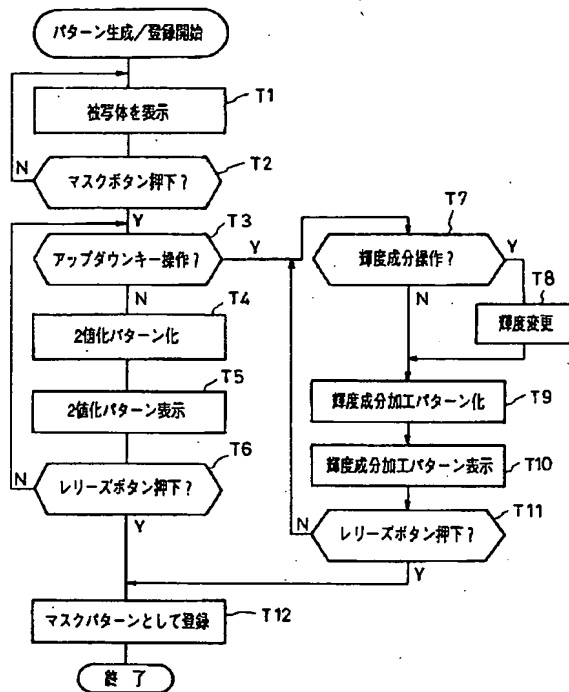 パターン生成/登録開始
T1
被写体を表示
N
T2
マスクボタン押下?
Y
T3
アップダウンキー操作?
Y
N
T4
2値化パターン化
T5
2値化パターン表示
T6
N
レリーズボタン押下?
Y
T7
輝度成分操作?
Y
N
T8
輝度変更
T9
輝度成分加工パターン化
輝度成分加工パターン表示
T10
T11
N
レリーズボタン押下?
Y
マスクパターンとして登録
T12
終了